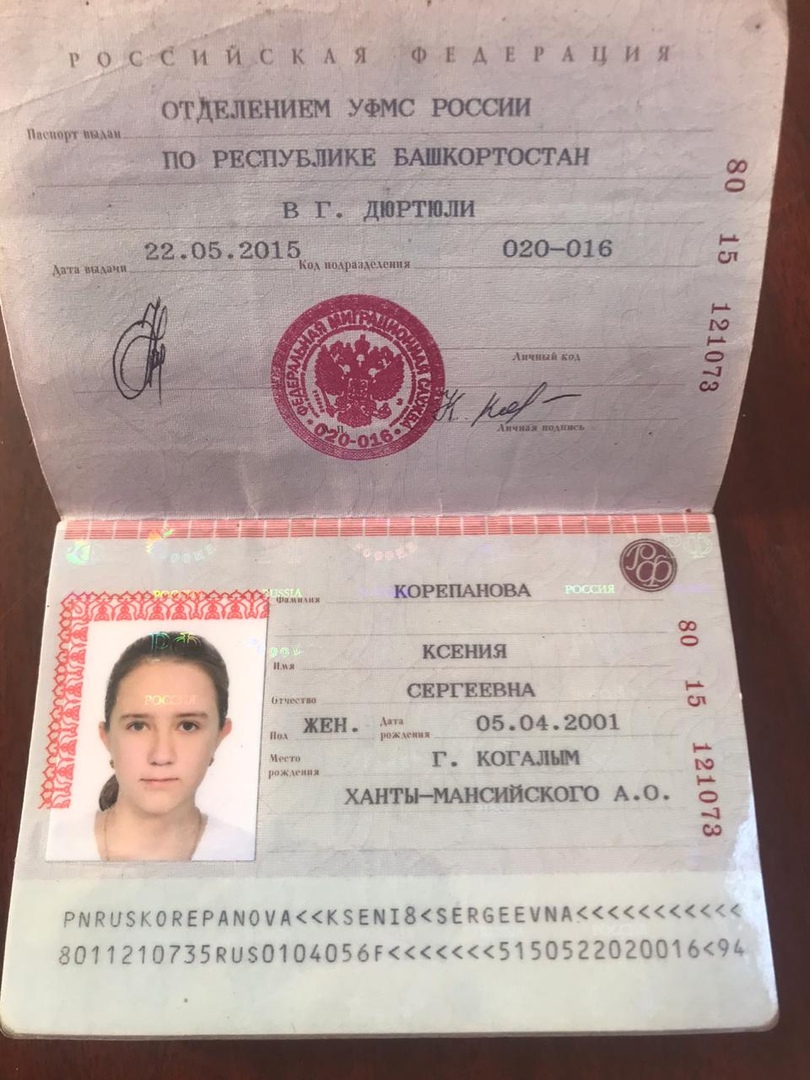 РОССИЙСКАЯ ФЕДЕРАЦИЯ
Паспорт выдан ОТДЕЛЕНИЕМ УФМС РОССИИ
ПО РЕСПУБЛИКЕ БАШКОРТОСТАН
В Г. ДЮРТЮЛИ
Дата выдачи 22.05.2015 Код подразделения 020-016
80 15 121073
ФЕДЕРАЛЬНАЯ МИГРАЦИОННАЯ СЛУЖБА
020-016
Личный код
Личная подпись
РОССИЯ RUSSIA РОССИЯ
Фамилия КОРЕПАНОВА
Имя КСЕНИЯ
Отчество СЕРГЕЕВНА
Пол ЖЕН. Дата рождения 05.04.2001
Место рождения Г. КОГАЛЫМ
ХАНТЫ-МАНСИЙСКОГО А.О.
80 15 121073
РОССИЯ
PNRUSKOREPANOVA<<KSENI8<SERGEEVNA<<<<<<<<<<<
8011210735RUS0104056F<<<<<<<5150522020016<94